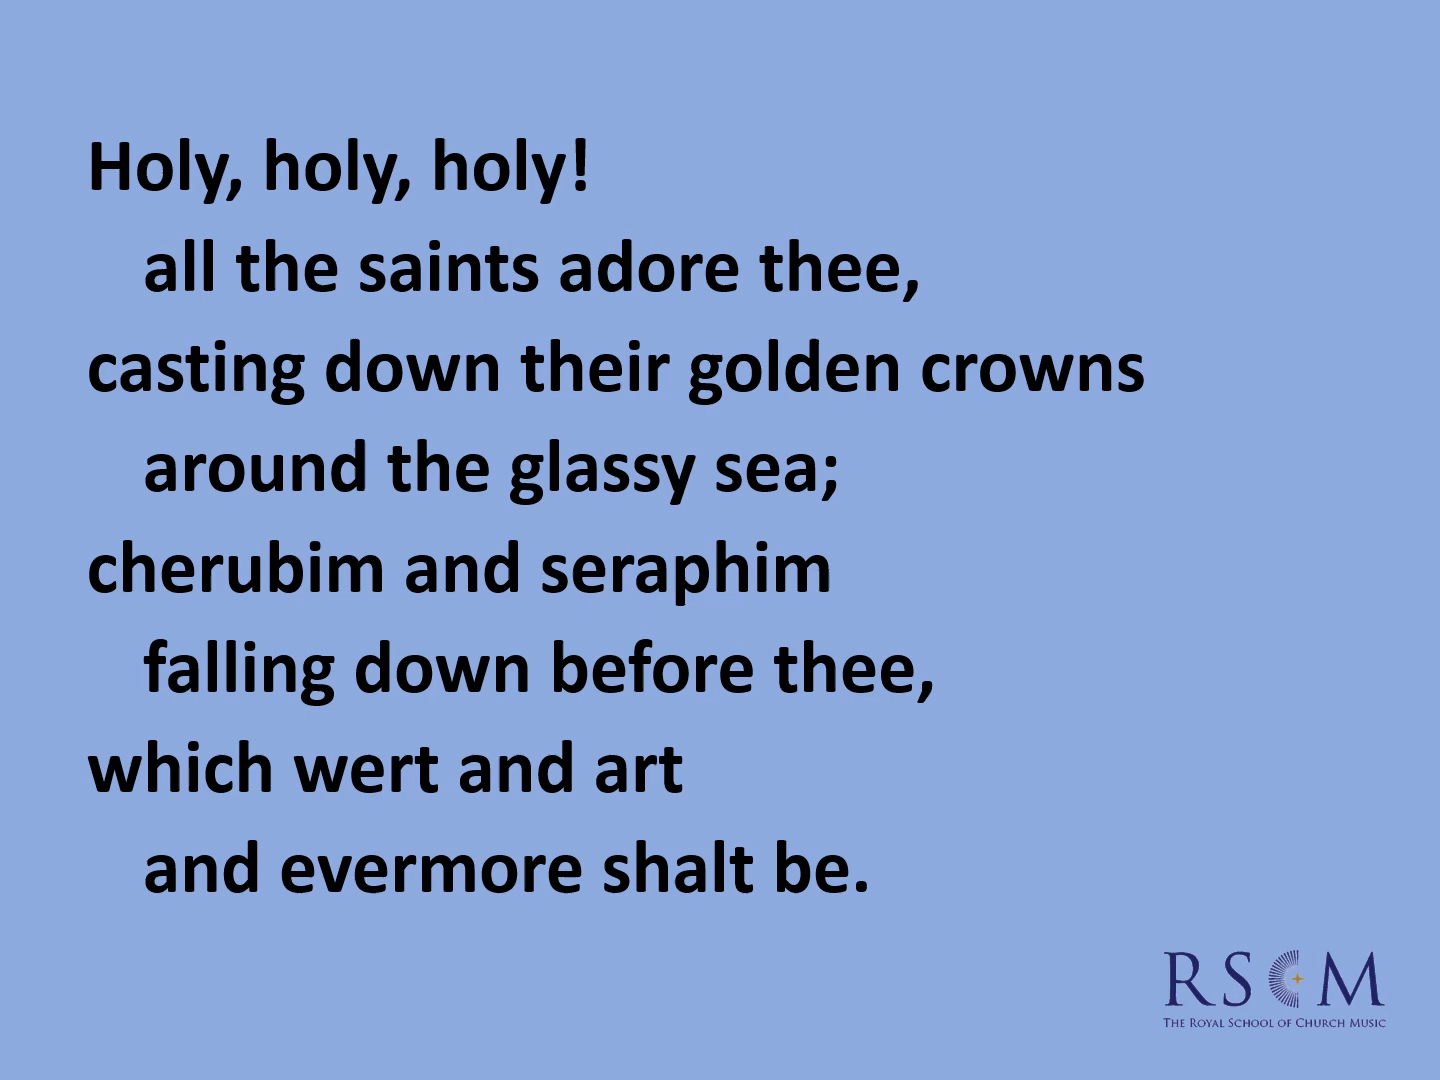 Holy, holy, holy!
all the saints adore thee,
casting down their golden crowns
around the glassy sea;
cherubim and seraphim
falling down before thee,
which wert and art
and evermore shalt be.
RSCM
The Royal School of Church Music